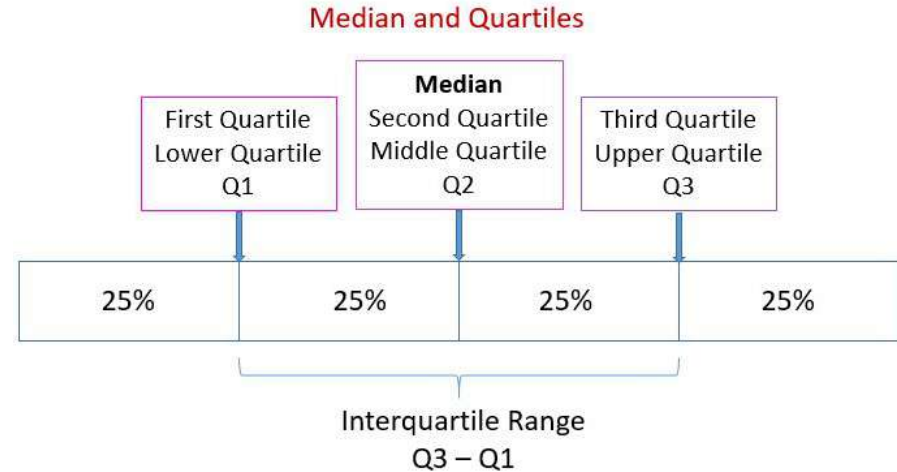 Median and Quartiles
First Quartile
Lower Quartile
Q1
Median
Second Quartile
Middle Quartile
Q2
Third Quartile
Upper Quartile
Q3
25%
25%
25%
25%
Interquartile Range
Q3 – Q1